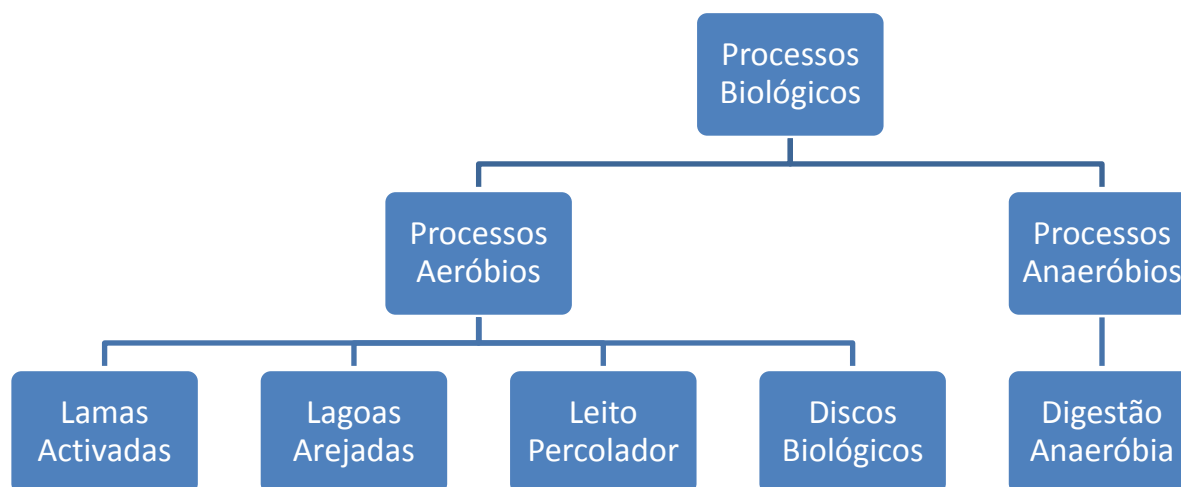 Processos
Biológicos
Processos
Aeróbios
Processos
Anaeróbios
Lamas
Activadas
Lagoas
Arejadas
Leito
Percolador
Discos
Biológicos
Digestão
Anaeróbia